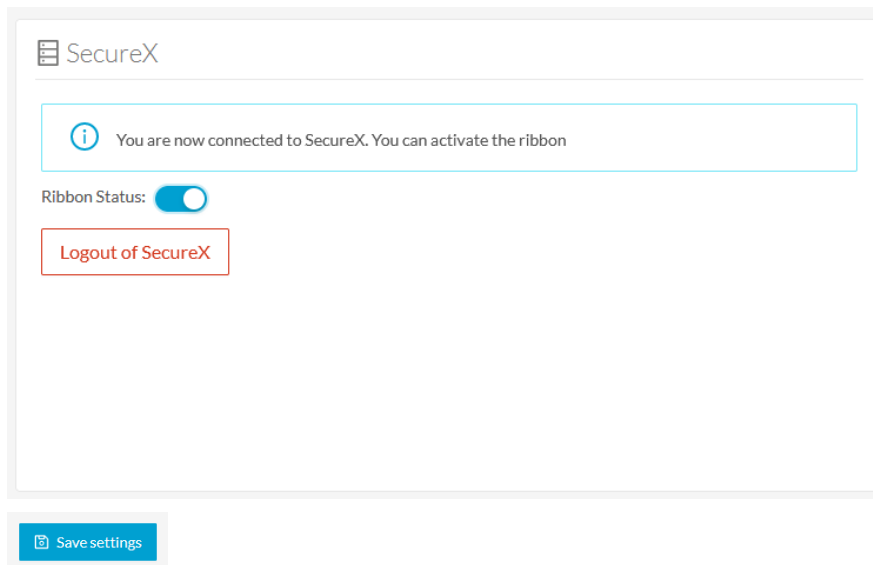 SecureX
You are now connected to SecureX. You can activate the ribbon
Ribbon Status:
Logout of SecureX
Save settings